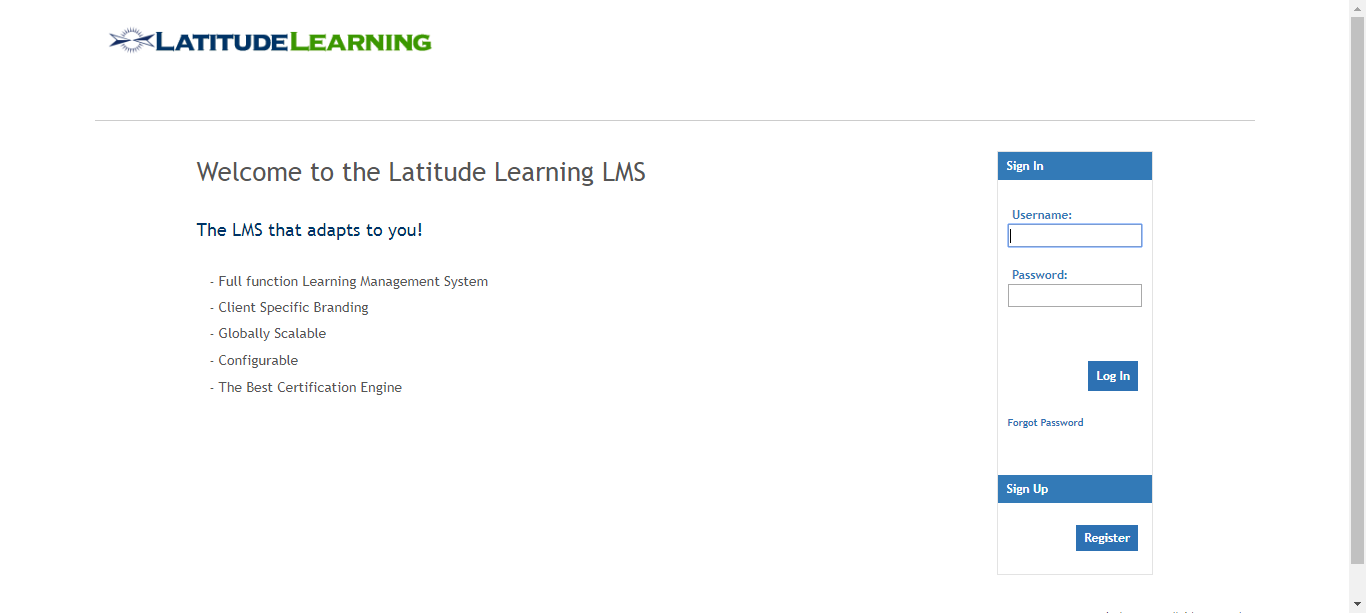 LATITUDELEARNING
Welcome to the Latitude Learning LMS
The LMS that adapts to you!
- Full function Learning Management System
- Client Specific Branding
- Globally Scalable
- Configurable
- The Best Certification Engine
Sign In
Username:
Password:
Log In
Forgot Password
Sign Up
Register